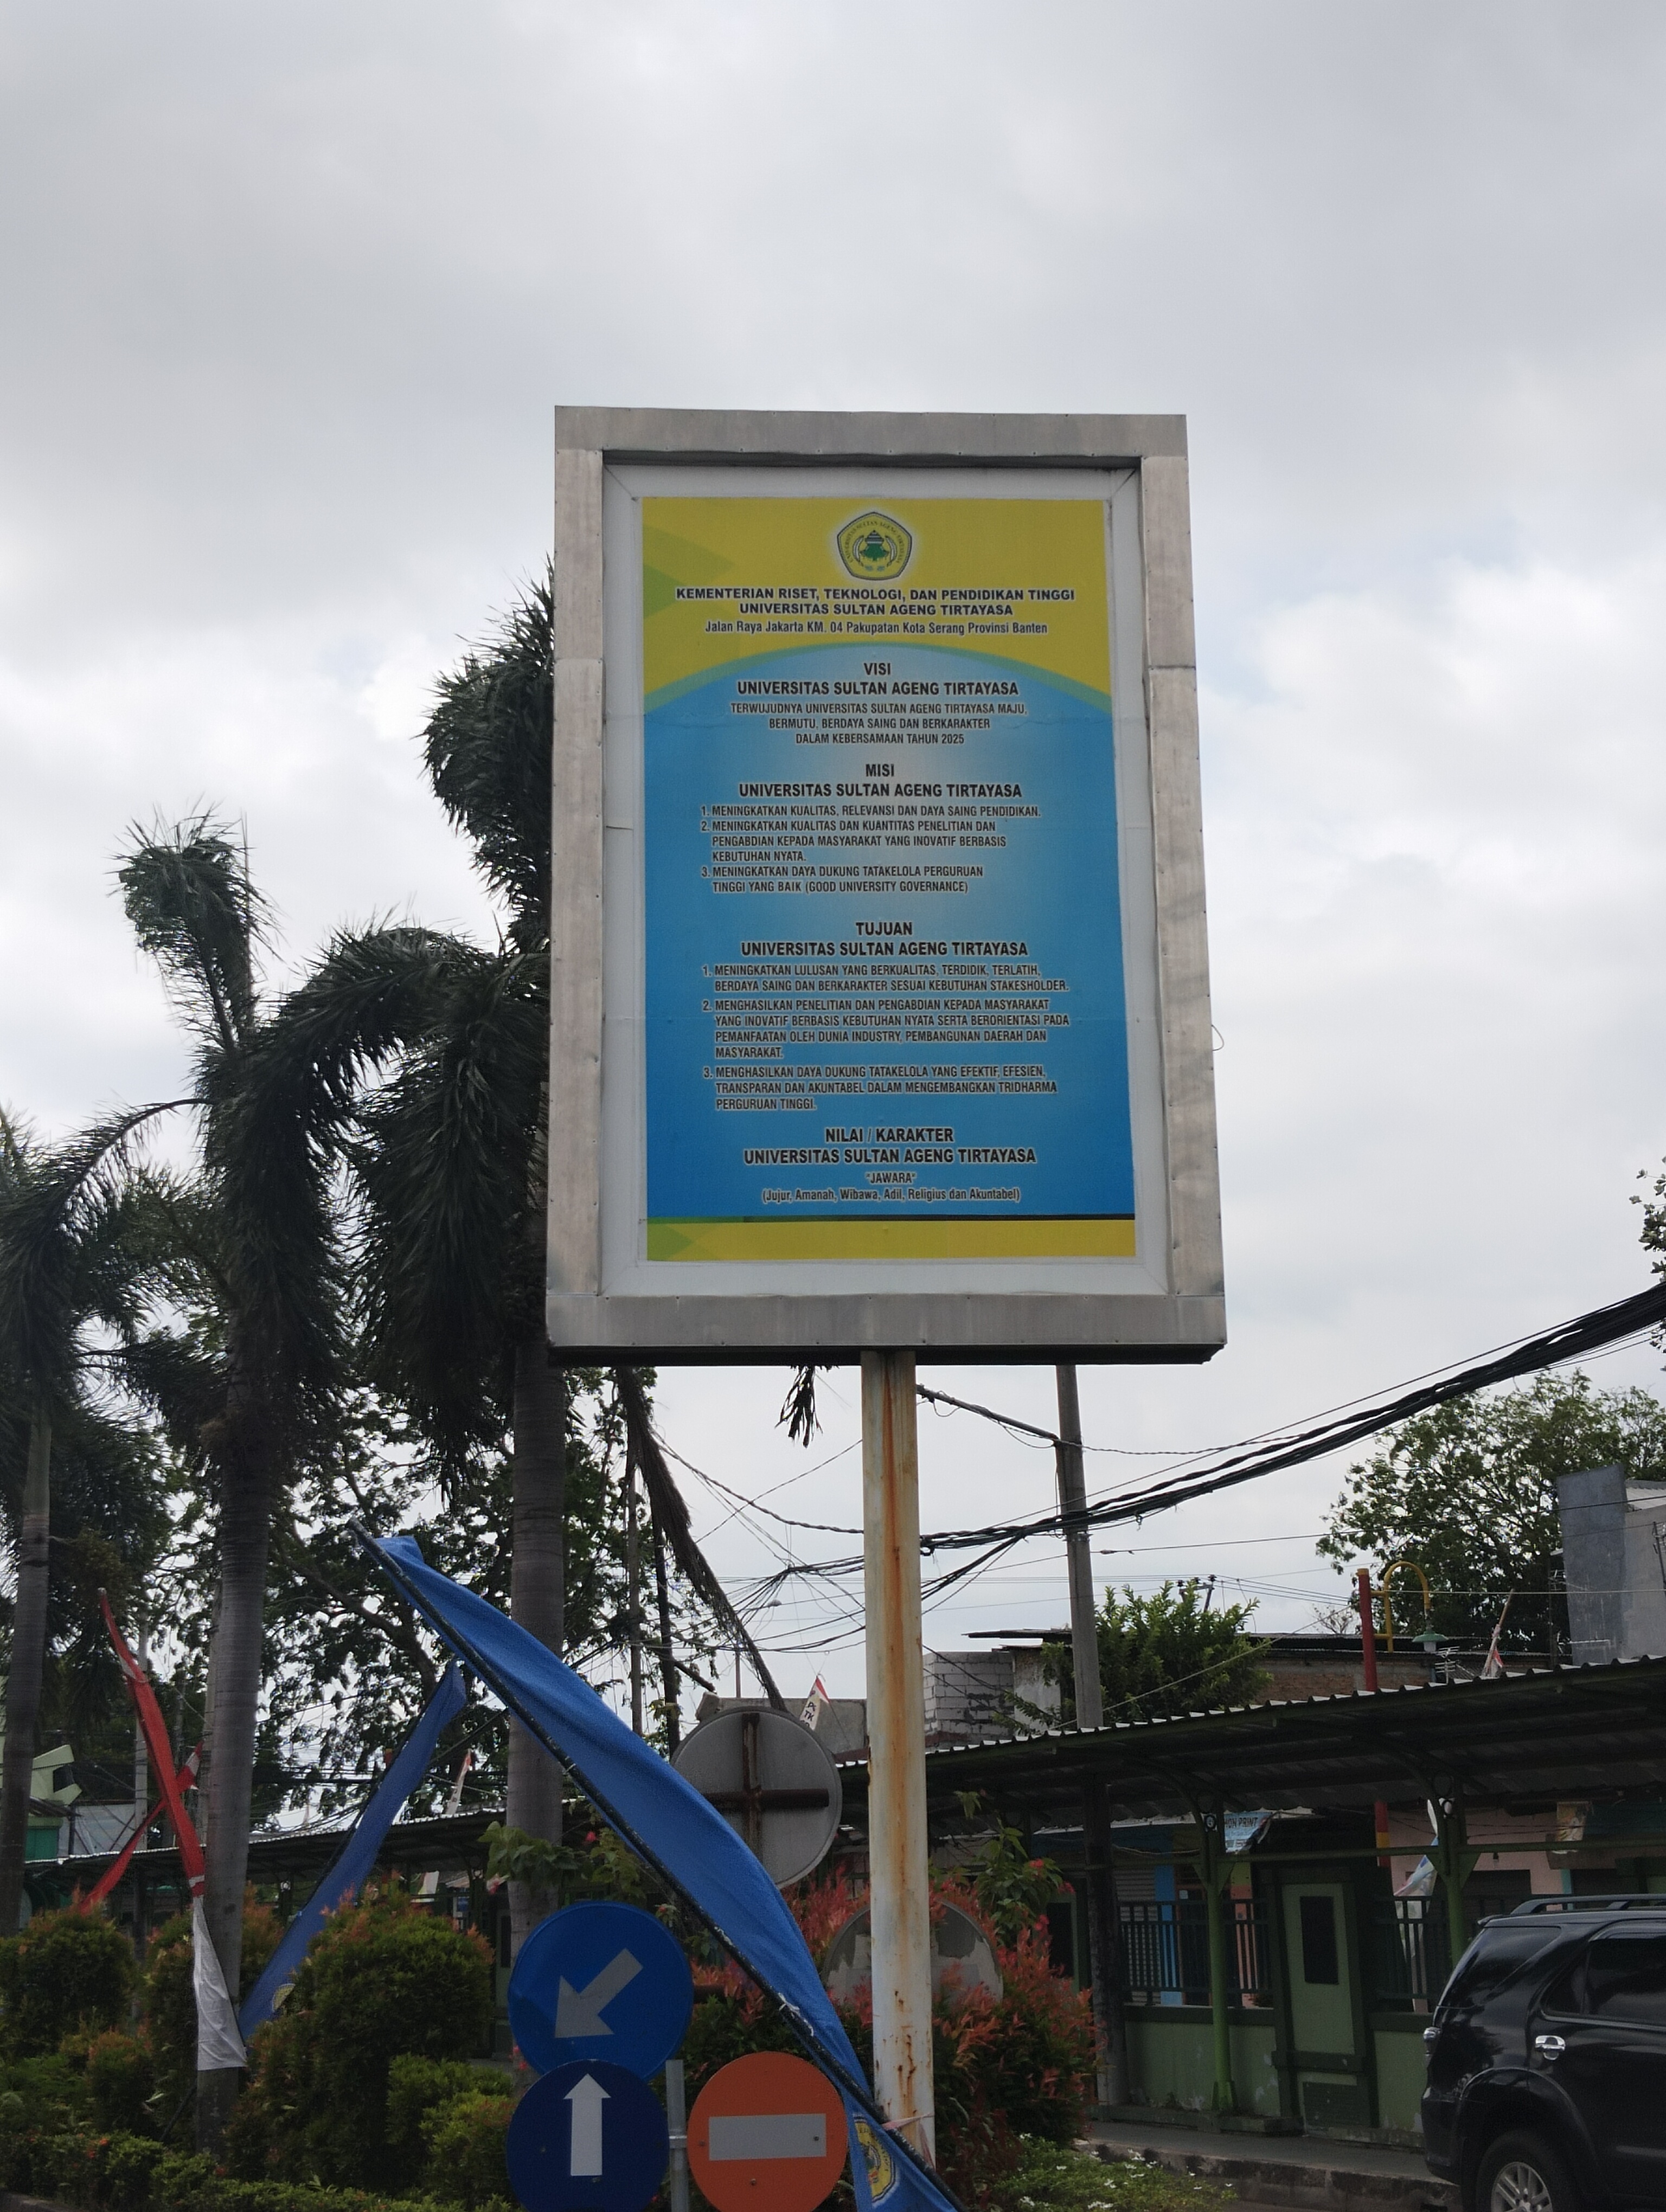 UNIVERSITAS SULTAN AGENG TIRTAYASA
KEMENTERIAN RISET, TEKNOLOGI, DAN PENDIDIKAN TINGGI
UNIVERSITAS SULTAN AGENG TIRTAYASA
Jalan Raya Jakarta KM. 04 Pakupatan Kota Serang Provinsi Banten
VISI
UNIVERSITAS SULTAN AGENG TIRTAYASA
TERWUJUDNYA UNIVERSITAS SULTAN AGENG TIRTAYASA MAJU,
BERMUTU, BERDAYA SAING DAN BERKARAKTER
DALAM KEBERSAMAAN TAHUN 2025
MISI
UNIVERSITAS SULTAN AGENG TIRTAYASA
1. MENINGKATKAN KUALITAS, RELEVANSI DAN DAYA SAING PENDIDIKAN.
2. MENINGKATKAN KUALITAS DAN KUANTITAS PENELITIAN DAN
PENGABDIAN KEPADA MASYARAKAT YANG INOVATIF BERBASIS
KEBUTUHAN NYATA.
3. MENINGKATKAN DAYA DUKUNG TATAKELOLA PERGURUAN
TINGGI YANG BAIK (GOOD UNIVERSITY GOVERNANCE)
TUJUAN
UNIVERSITAS SULTAN AGENG TIRTAYASA
1. MENINGKATKAN LULUSAN YANG BERKUALITAS, TERDIDIK, TERLATIH,
BERDAYA SAING DAN BERKARAKTER SESUAI KEBUTUHAN STAKESHOLDER.
2. MENGHASILKAN PENELITIAN DAN PENGABDIAN KEPADA MASYARAKAT
YANG INOVATIF BERBASIS KEBUTUHAN NYATA SERTA BERORIENTASI PADA
PEMANFAATAN OLEH DUNIA INDUSTRY, PEMBANGUNAN DAERAH DAN
MASYARAKAT.
3. MENGHASILKAN DAYA DUKUNG TATAKELOLA YANG EFEKTIF, EFESIEN,
TRANSPARAN DAN AKUNTABEL DALAM MENGEMBANGKAN TRIDHARMA
PERGURUAN TINGGI.
NILAI / KARAKTER
UNIVERSITAS SULTAN AGENG TIRTAYASA
"JAWARA"
(Jujur, Amanah, Wibawa, Adil, Religius dan Akuntabel)
PRINT